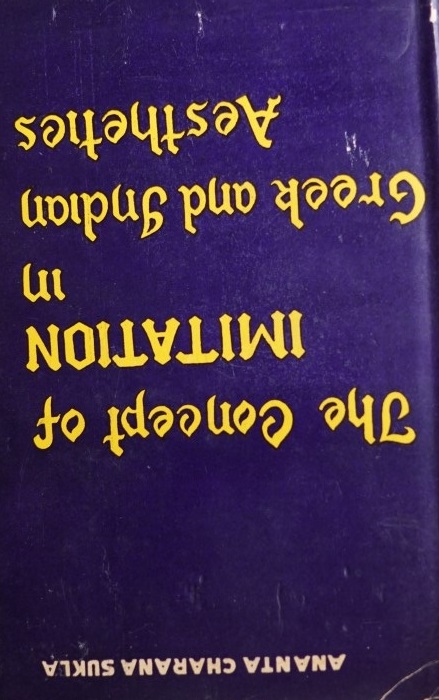 ANANTA CHARANA SUKLA
The Concept of
IMITATION
in
Greek and Indian
Aesthetics